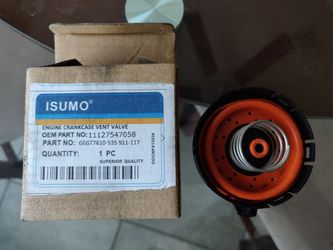 ISUMO®
ENGINE CRANKCASE VENT VALVE
OEM PART NO: 11127547058
PART NO: GEGT7610-535 911-117
QUANTITY: 1 PC
SUPERIOR QUALITY